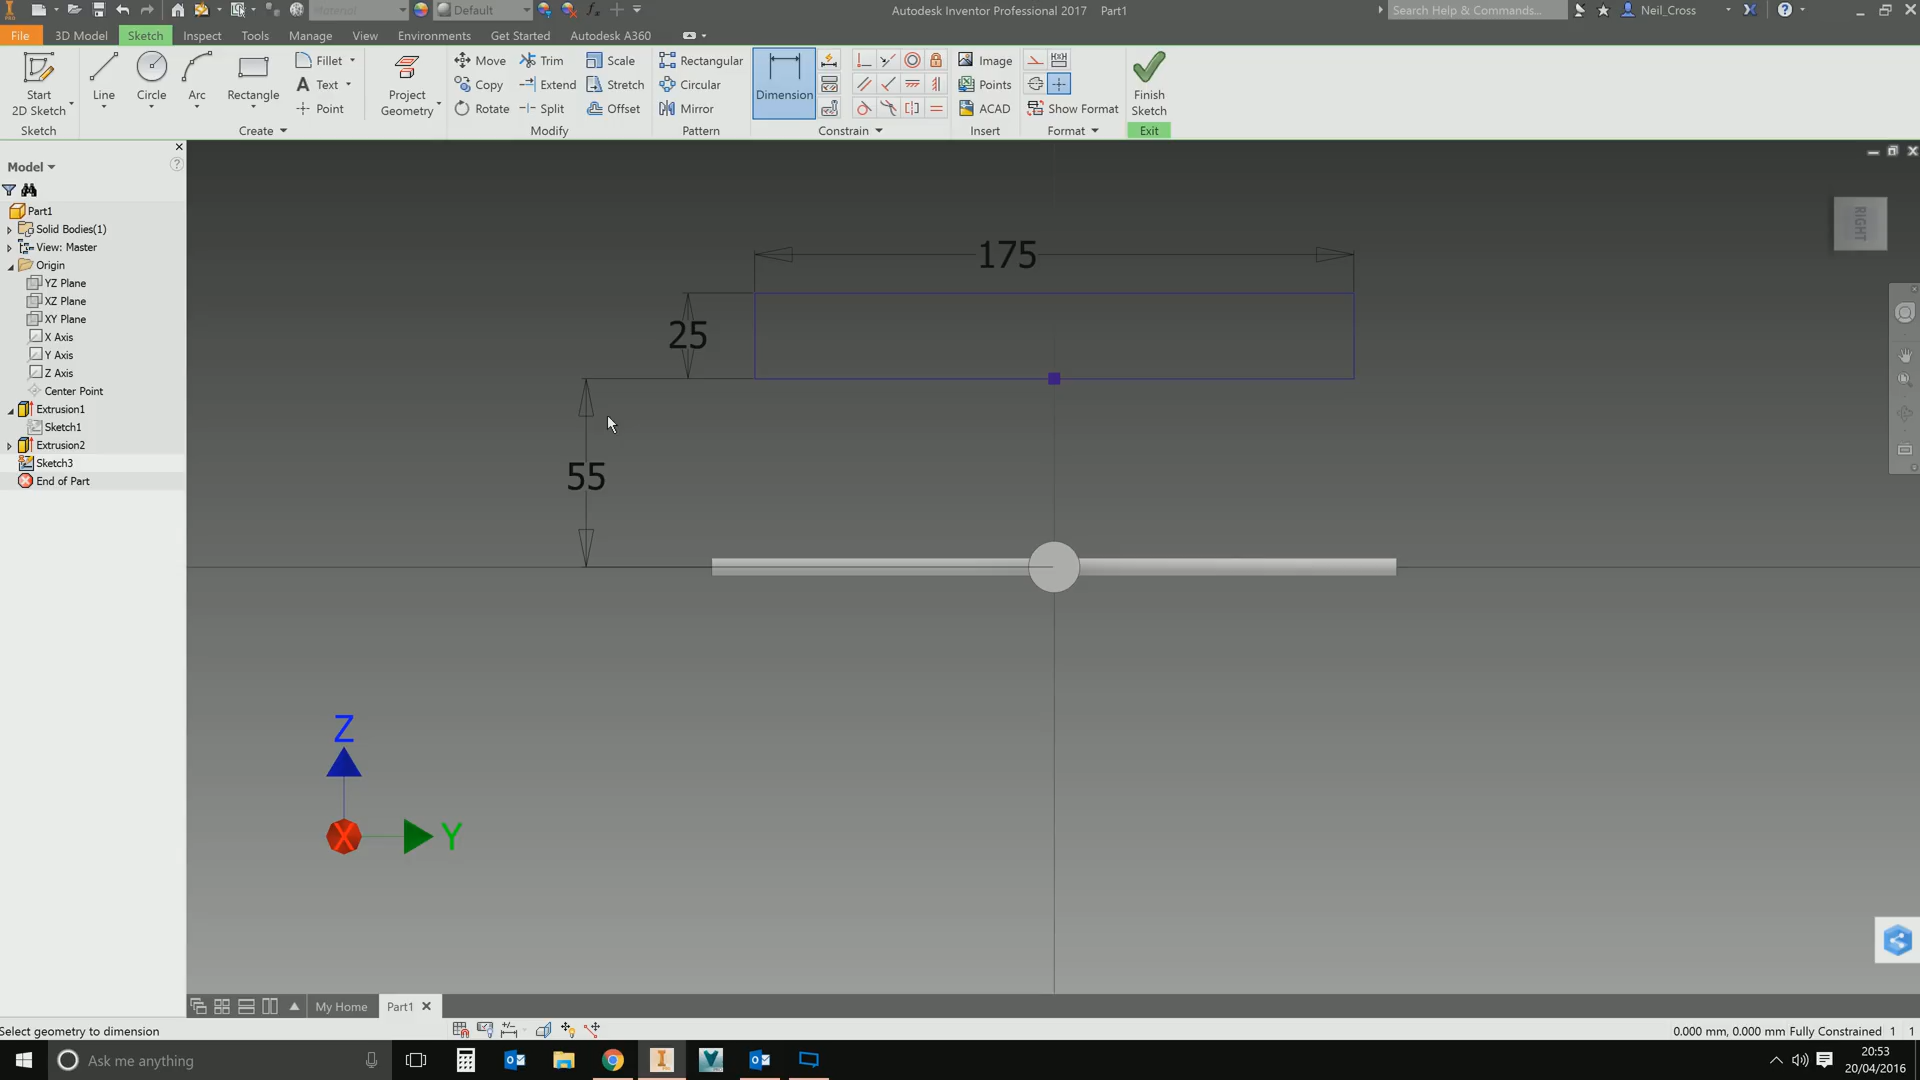 Material
Default
Autodesk Inventor Professional 2017 Part1
Search Help & Commands...
Neil_Cross
File 3D Model Sketch Inspect Tools Manage View Environments Get Started Autodesk A360
Start 2D Sketch
Line
Circle
Arc
Rectangle
Fillet
Text
Point
Project Geometry
Move
Copy
Rotate
Trim
Extend
Split
Scale
Stretch
Offset
Rectangular
Circular
Mirror
Dimension
Image
Points
ACAD
Show Format
Finish Sketch
Sketch Create Modify Pattern Constrain Insert Format Exit
Model
Part1
Solid Bodies(1)
View: Master
Origin
YZ Plane
XZ Plane
XY Plane
X Axis
Y Axis
Z Axis
Center Point
Extrusion1
Sketch1
Extrusion2
Sketch3
End of Part
175
25
55
RIGHT
Z
X
Y
My Home Part1
Select geometry to dimension
0.000 mm, 0.000 mm Fully Constrained 1 1
Ask me anything
20:53
20/04/2016